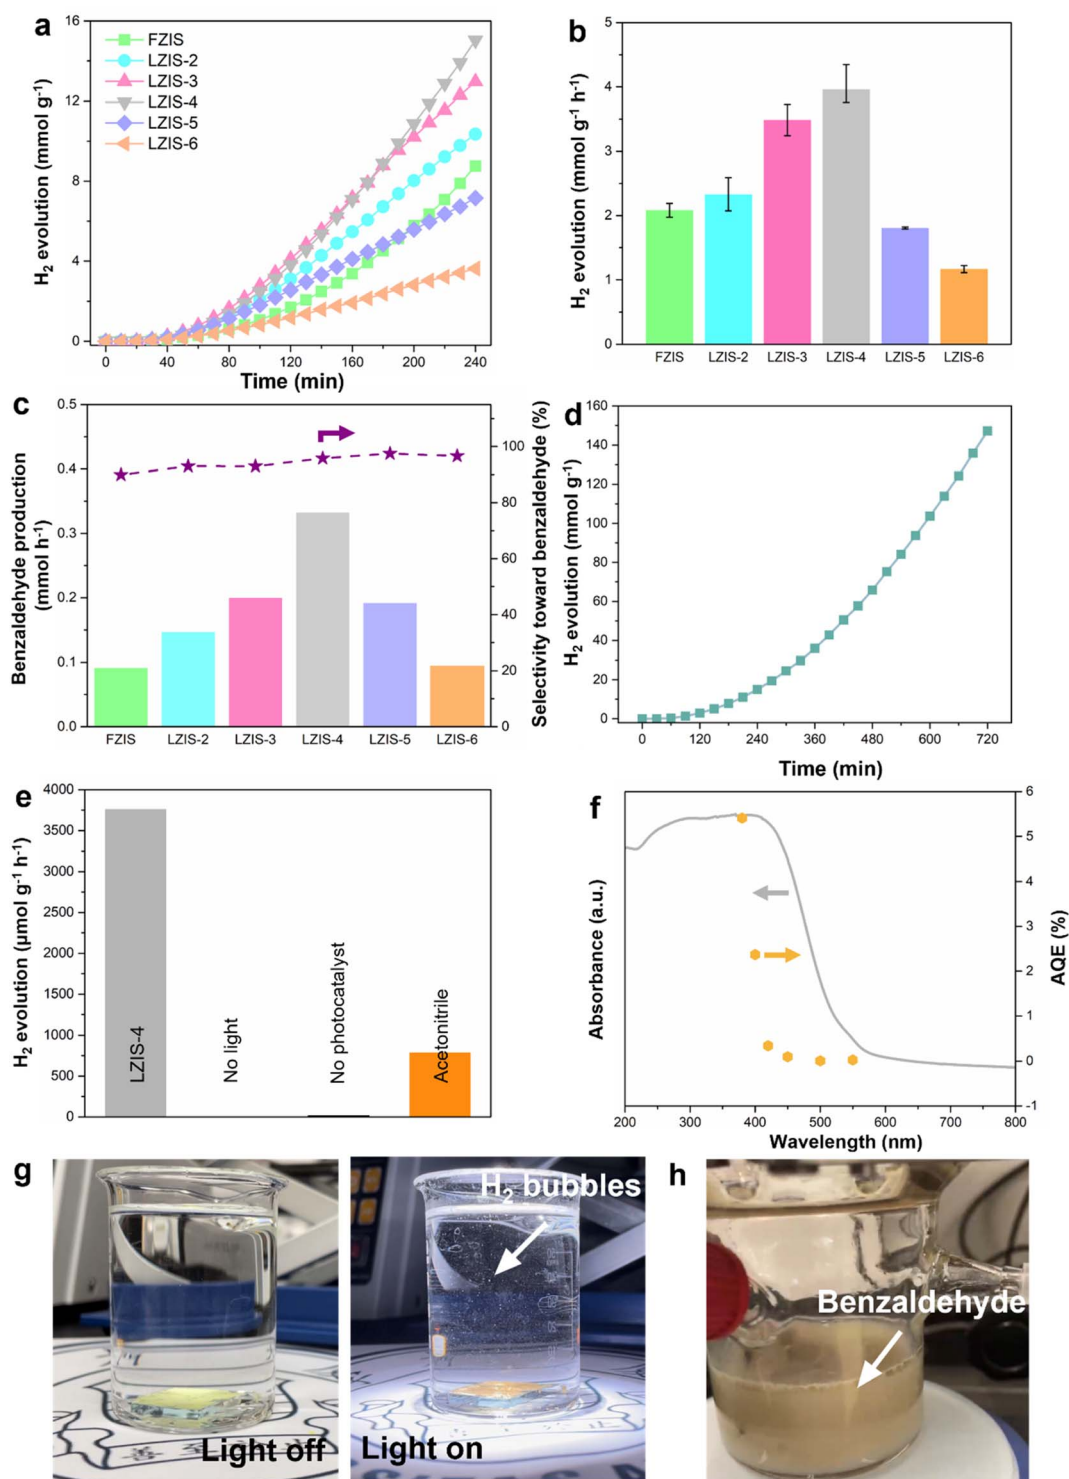 a
FZIS
LZIS-2
LZIS-3
LZIS-4
LZIS-5
LZIS-6
H₂ evolution (mmol g⁻¹)
16
12
8
4
0
0 40 80 120 160 200 240
Time (min)
b
H₂ evolution (mmol g⁻¹ h⁻¹)
5
4
3
2
1
0
FZIS LZIS-2 LZIS-3 LZIS-4 LZIS-5 LZIS-6
c
Benzaldehyde production
(mmol h⁻¹)
0.5
0.4
0.3
0.2
0.1
0.0
FZIS LZIS-2 LZIS-3 LZIS-4 LZIS-5 LZIS-6
100
80
60
40
20
0
Selectivity toward benzaldehyde (%)
d
H₂ evolution (mmol g⁻¹)
160
140
120
100
80
60
40
20
0
0 120 240 360 480 600 720
Time (min)
e
H₂ evolution (μmol g⁻¹ h⁻¹)
4000
3500
3000
2500
2000
1500
1000
500
0
LZIS-4
No light
No photocatalyst
Acetonitrile
f
Absorbance (a.u.)
6
5
4
3
2
1
0
-1
AQE (%)
200 300 400 500 600 700 800
Wavelength (nm)
g
Light off
H₂ bubbles
Light on
h
Benzaldehyde